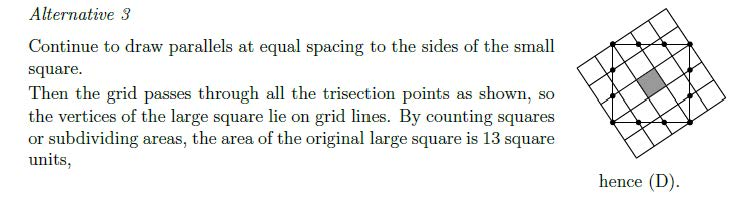 Alternative 3
Continue to draw parallels at equal spacing to the sides of the small
square.
Then the grid passes through all the trisection points as shown, so
the vertices of the large square lie on grid lines. By counting squares
or subdividing areas, the area of the original large square is 13 square
units,
hence (D).